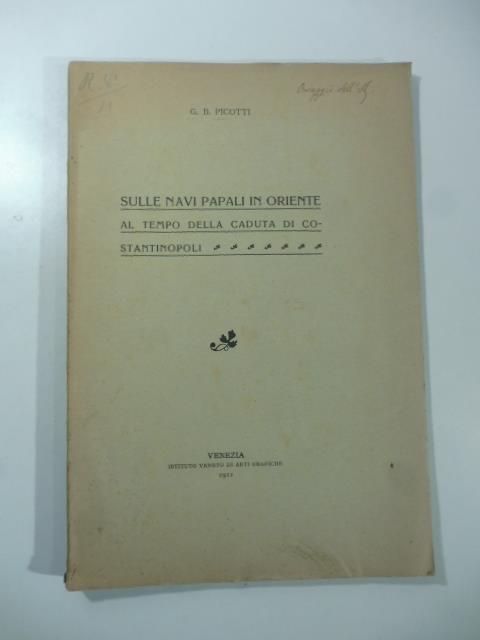 Omaggio dell'A.
G. B. PICOTTI
SULLE NAVI PAPALI IN ORIENTE
AL TEMPO DELLA CADUTA DI CO-
STANTINOPOLI
VENEZIA
ISTITUTO VENETO DI ARTI GRAFICHE
1911